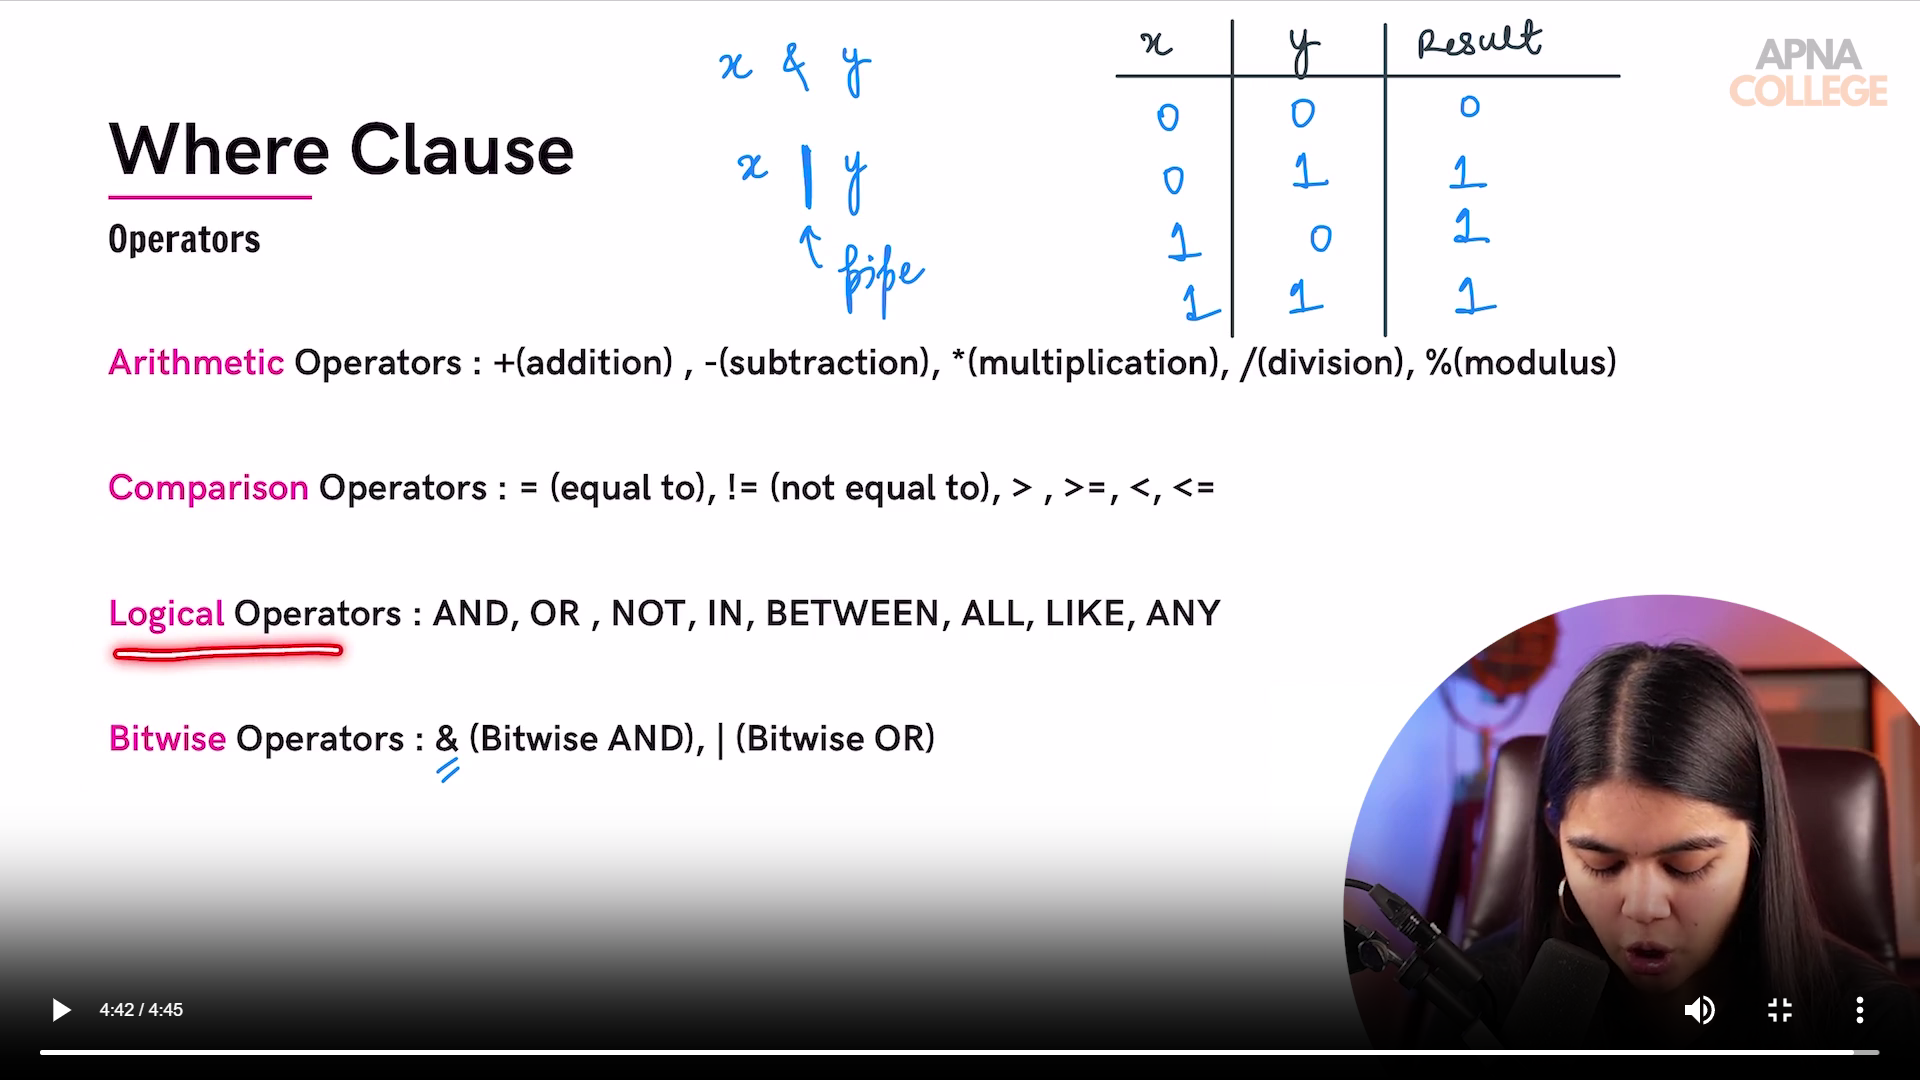 x & y
x | y
pipe
x y Result
0 0 0
0 1 1
1 0 1
1 1 1
APNA
COLLEGE
Where Clause
Operators
Arithmetic Operators : +(addition) , -(subtraction), *(multiplication), /(division), %(modulus)
Comparison Operators : = (equal to), != (not equal to), > , >=, <, <=
Logical Operators : AND, OR , NOT, IN, BETWEEN, ALL, LIKE, ANY
Bitwise Operators : & (Bitwise AND), | (Bitwise OR)
4:42 / 4:45